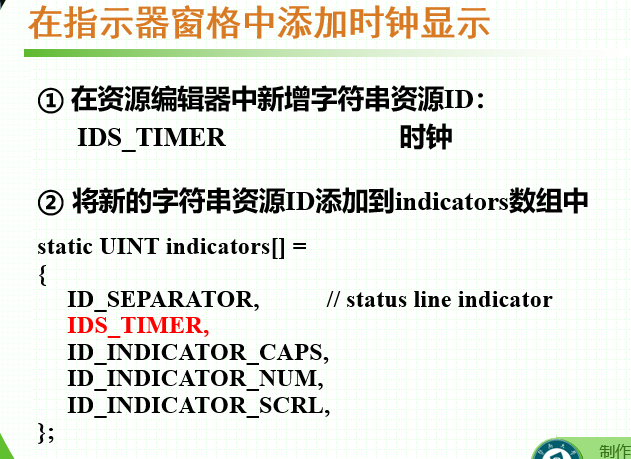 在指示器窗格中添加时钟显示
① 在资源编辑器中新增字符串资源ID：
IDS_TIMER 时钟
② 将新的字符串资源ID添加到indicators数组中
static UINT indicators[] =
{
ID_SEPARATOR, // status line indicator
IDS_TIMER,
ID_INDICATOR_CAPS,
ID_INDICATOR_NUM,
ID_INDICATOR_SCRL,
};
制作